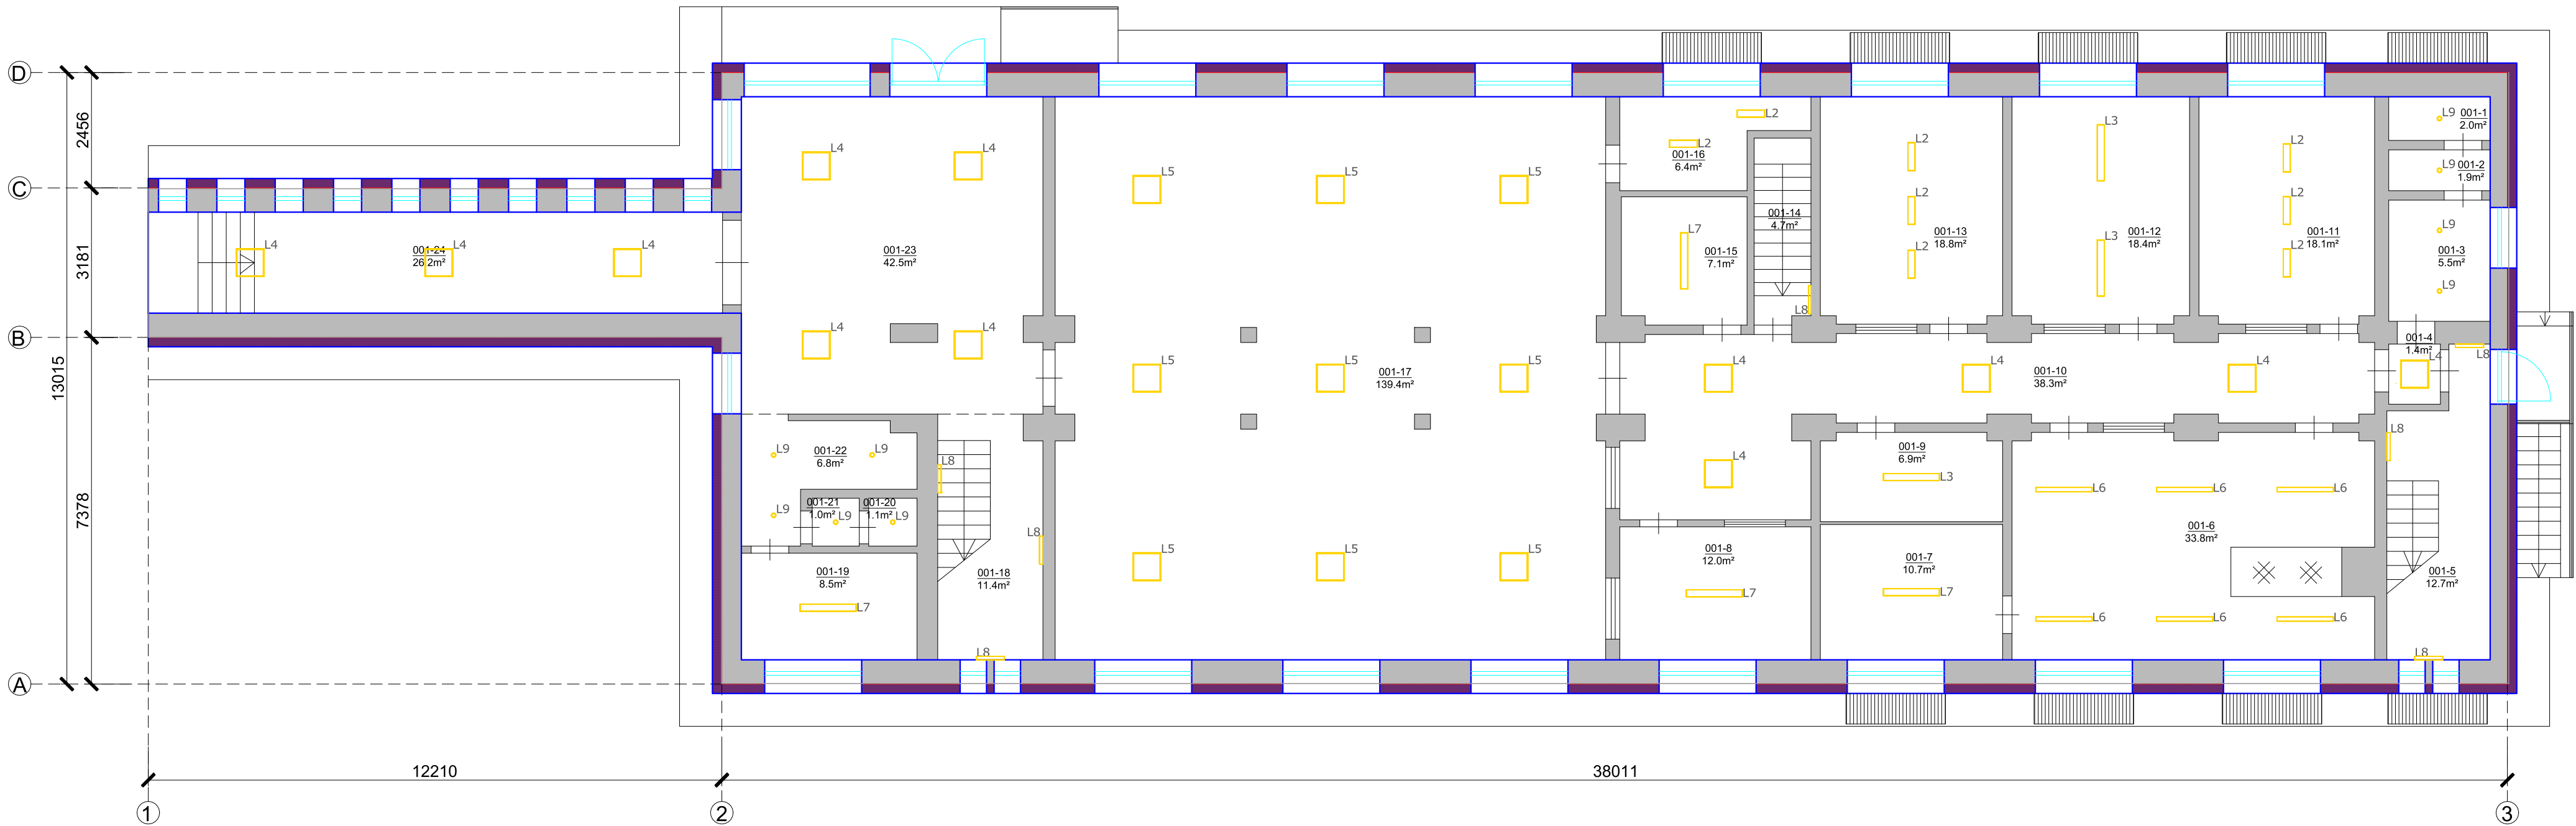 D
C
B
A
2456
3181
7378
13015
12210
38011
1
2
3
L4
L4
L4
001-24
26.2m²
L4
L4
001-23
42.5m²
L4
L4
L5
L5
L5
L5
L5
L5
001-17
139.4m²
L5
L5
L5
L2
L2
001-16
6.4m²
L7
001-15
7.1m²
001-14
4.7m²
L8
L2
L2
L2
001-13
18.8m²
L3
L3
001-12
18.4m²
L2
L2
L2
001-11
18.1m²
L9
001-1
2.0m²
L9
001-2
1.9m²
L9
001-3
5.5m²
L9
001-4
1.4m²
L4
L8
L4
L4
001-10
38.3m²
L4
L4
L9
L9
001-22
6.8m²
L9
001-21
1.0m²
L9
001-20
1.1m²
L9
L8
L8
001-19
8.5m²
L7
001-18
11.4m²
L8
001-8
12.0m²
L7
001-9
6.9m²
L3
001-7
10.7m²
L7
L6
L6
L6
001-6
33.8m²
L6
L6
L6
L8
001-5
12.7m²
L8